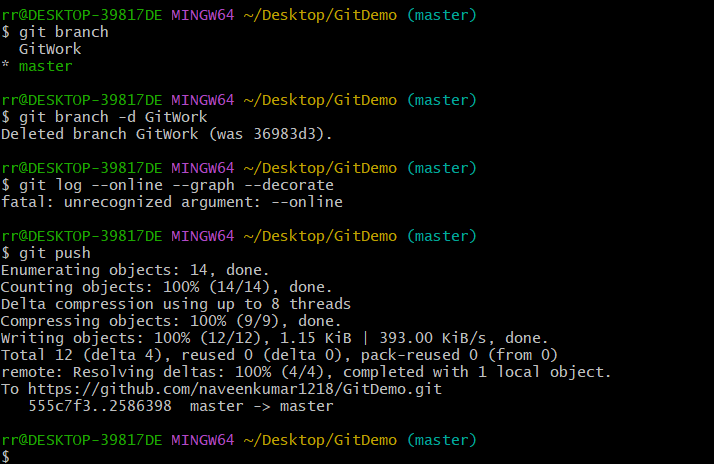 rr@DESKTOP-39817DE MINGW64 ~/Desktop/GitDemo (master)
$ git branch
  GitWork
* master

rr@DESKTOP-39817DE MINGW64 ~/Desktop/GitDemo (master)
$ git branch -d GitWork
Deleted branch GitWork (was 36983d3).

rr@DESKTOP-39817DE MINGW64 ~/Desktop/GitDemo (master)
$ git log --online --graph --decorate
fatal: unrecognized argument: --online

rr@DESKTOP-39817DE MINGW64 ~/Desktop/GitDemo (master)
$ git push
Enumerating objects: 14, done.
Counting objects: 100% (14/14), done.
Delta compression using up to 8 threads
Compressing objects: 100% (9/9), done.
Writing objects: 100% (12/12), 1.15 KiB | 393.00 KiB/s, done.
Total 12 (delta 4), reused 0 (delta 0), pack-reused 0 (from 0)
remote: Resolving deltas: 100% (4/4), completed with 1 local object.
To https://github.com/naveenkumar1218/GitDemo.git
   555c7f3..2586398  master -> master

rr@DESKTOP-39817DE MINGW64 ~/Desktop/GitDemo (master)
$